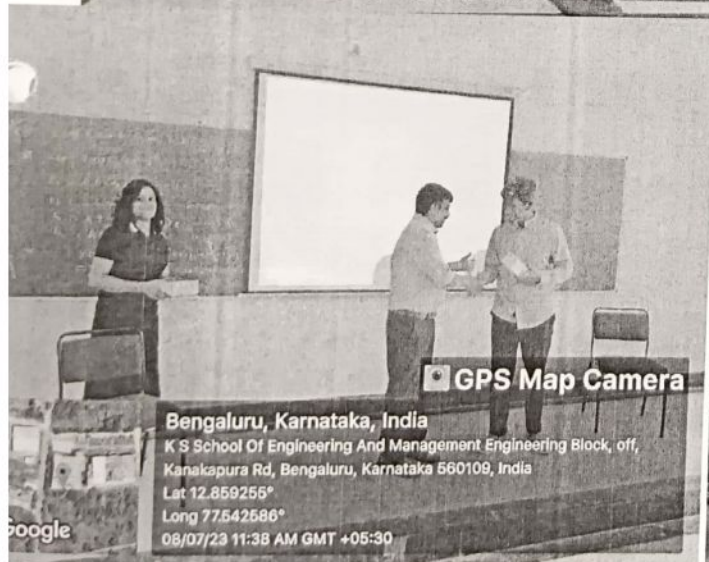 GPS Map Camera
Bengaluru, Karnataka, India
K S School Of Engineering And Management Engineering Block, off,
Kanakapura Rd, Bengaluru, Karnataka 560109, India
Lat 12.859255°
Long 77.542586°
08/07/23 11:38 AM GMT +05:30
Google